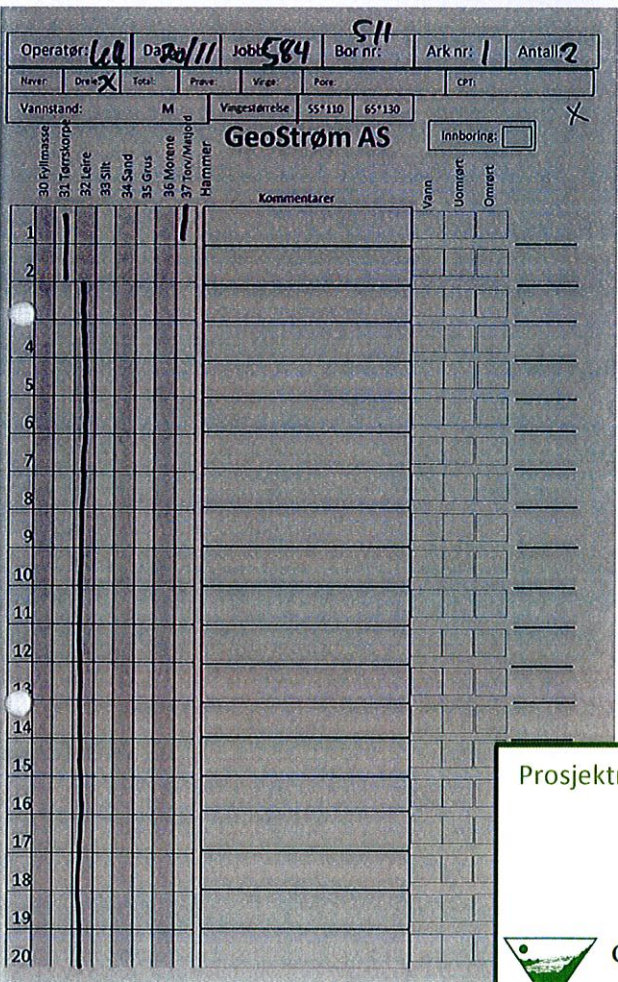 511
Operatør: Dato: 20/11 Jobb: 584 Bor nr: Ark nr: 1 Antall: 2
Naver: Dreie: X Total: Prøve: Vinge: Pore: CPT:
Vannstand: M Vingestørrelse 55*110 65*130 X
GeoStrøm AS Innboring:
30 Fyllmasse
31 Tørrskorpe
32 Leire
33 Silt
34 Sand
35 Grus
36 Morene
37 Torv/Matjord
Hammer
Kommentarer
Vann
Uomrørt
Omrørt
1
2
4
5
6
7
8
9
10
11
12
13
14
15
16
17
18
19
20